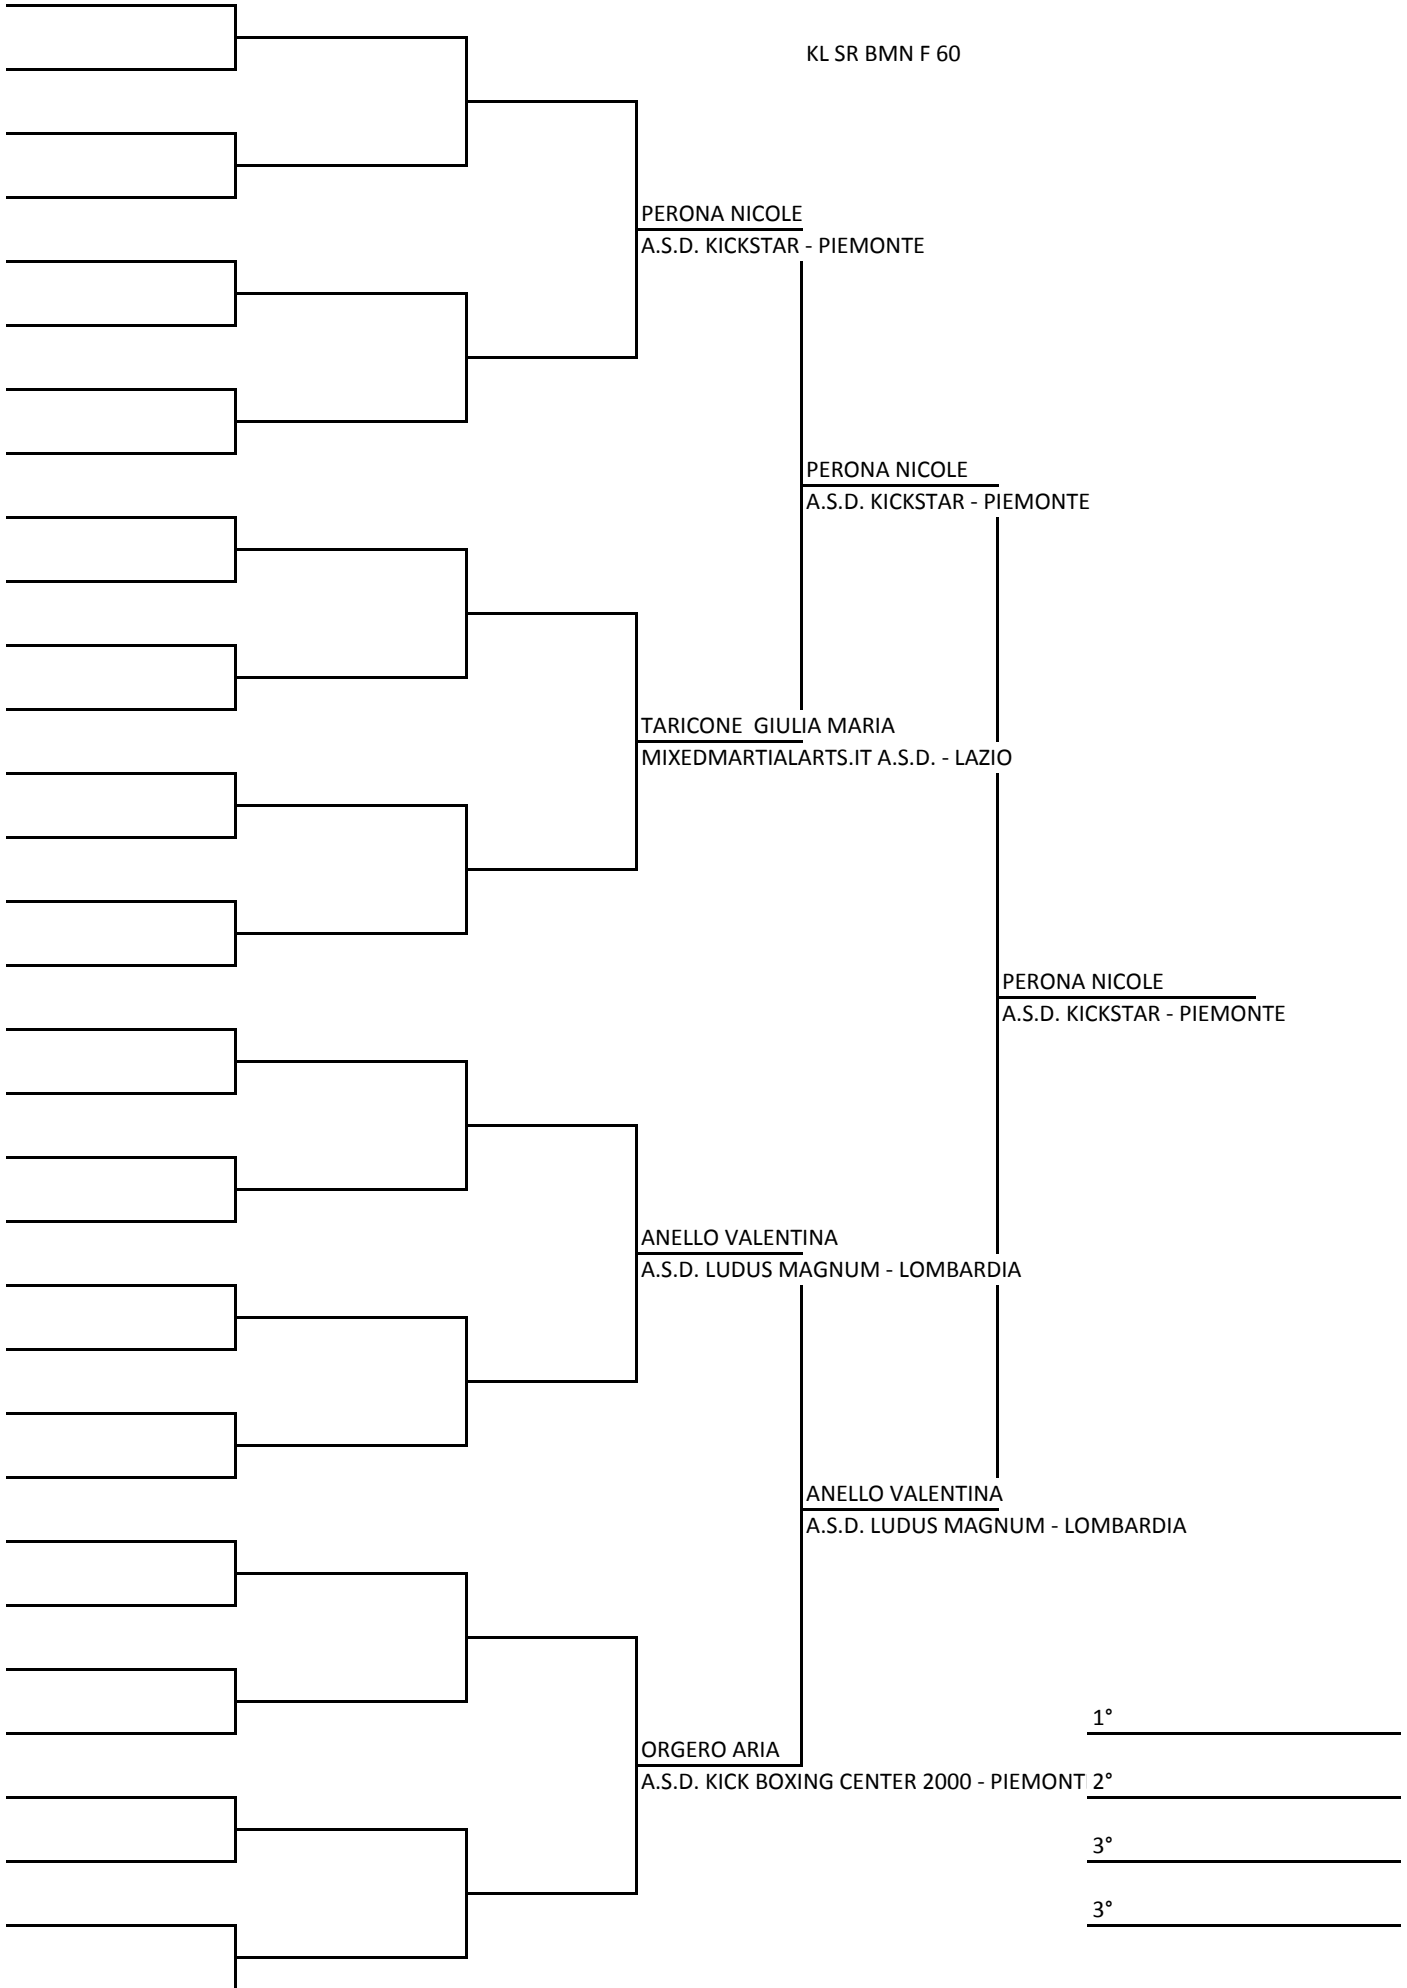 KL SR BMN F 60
PERONA NICOLE
A.S.D. KICKSTAR - PIEMONTE
PERONA NICOLE
A.S.D. KICKSTAR - PIEMONTE
TARICONE  GIULIA MARIA
MIXEDMARTIALARTS.IT A.S.D. - LAZIO
PERONA NICOLE
A.S.D. KICKSTAR - PIEMONTE
ANELLO VALENTINA
A.S.D. LUDUS MAGNUM - LOMBARDIA
ANELLO VALENTINA
A.S.D. LUDUS MAGNUM - LOMBARDIA
1°
ORGERO ARIA
A.S.D. KICK BOXING CENTER 2000 - PIEMONT
2°
3°
3°